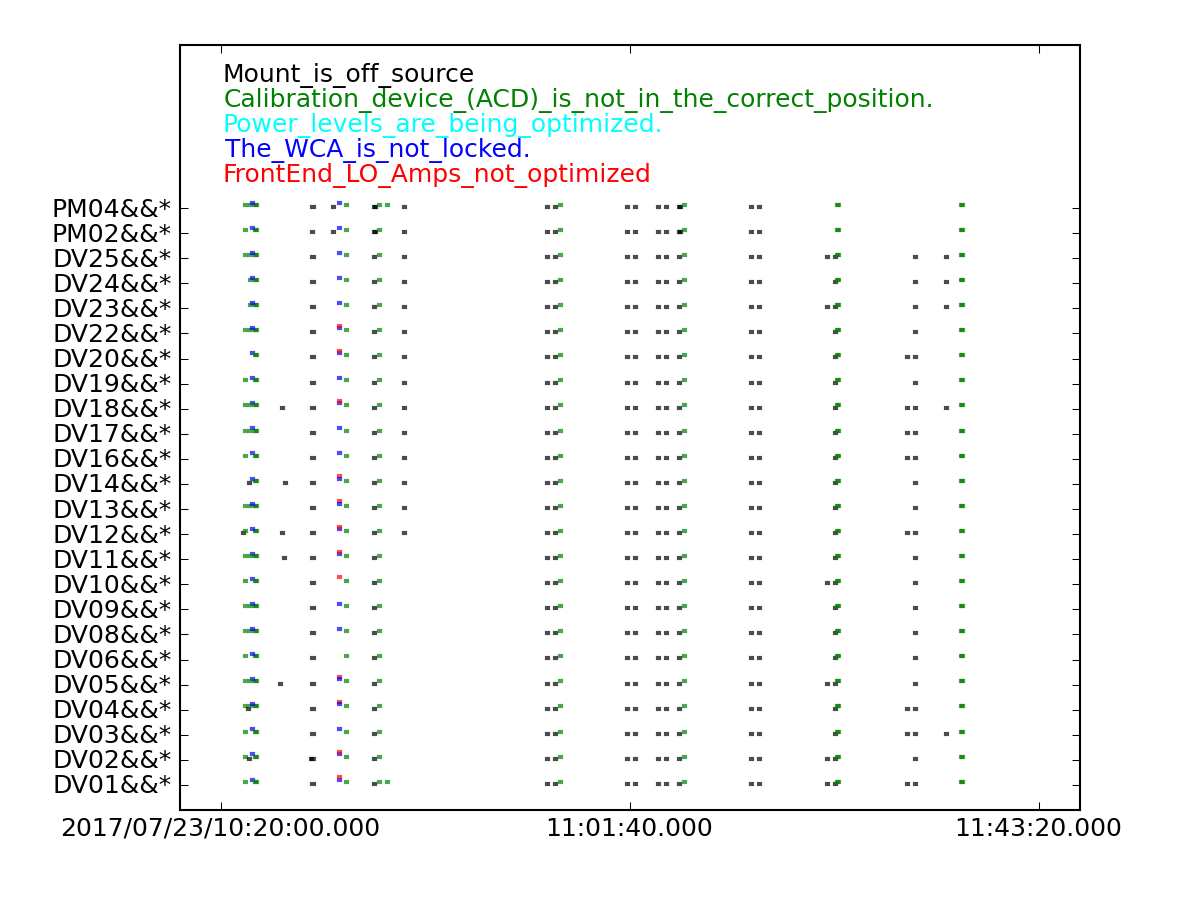 Mount_is_off_source
Calibration_device_(ACD)_is_not_in_the_correct_position.
Power_levels_are_being_optimized.
The_WCA_is_not_locked.
FrontEnd_LO_Amps_not_optimized
PM04&&*
PM02&&*
DV25&&*
DV24&&*
DV23&&*
DV22&&*
DV20&&*
DV19&&*
DV18&&*
DV17&&*
DV16&&*
DV14&&*
DV13&&*
DV12&&*
DV11&&*
DV10&&*
DV09&&*
DV08&&*
DV06&&*
DV05&&*
DV04&&*
DV03&&*
DV02&&*
DV01&&*
2017/07/23/10:20:00.000 11:01:40.000 11:43:20.000